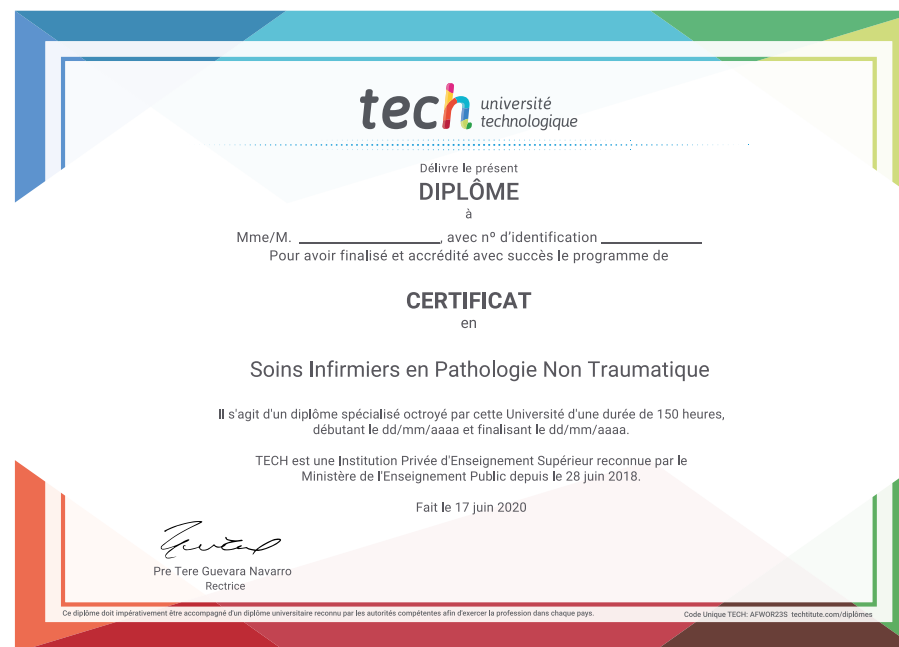 tech université
technologique
Délivre le présent
DIPLÔME
à
Mme/M. ____________________, avec nº d'identification ______________
Pour avoir finalisé et accrédité avec succès le programme de
CERTIFICAT
en
Soins Infirmiers en Pathologie Non Traumatique
Il s'agit d'un diplôme spécialisé octroyé par cette Université d'une durée de 150 heures,
débutant le dd/mm/aaaa et finalisant le dd/mm/aaaa.
TECH est une Institution Privée d'Enseignement Supérieur reconnue par le
Ministère de l'Enseignement Public depuis le 28 juin 2018.
Fait le 17 juin 2020
Pre Tere Guevara Navarro
Rectrice
Ce diplôme doit impérativement être accompagné d'un diplôme universitaire reconnu par les autorités compétentes afin d'exercer la profession dans chaque pays.
Code Unique TECH: AFWOR23S techtitute.com/diplômes